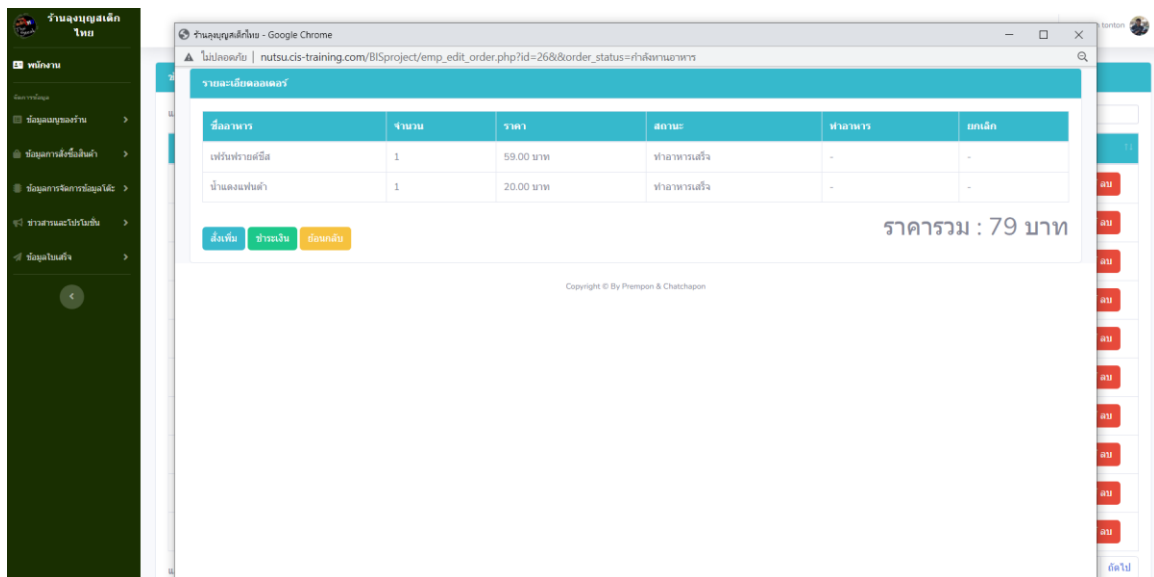 ร้านลุงบุญสเต็ก
ไทย
พนักงาน
จัดการข้อมูล
ข้อมูลเมนูของร้าน
ข้อมูลการสั่งซื้อสินค้า
ข้อมูลการจัดการข้อมูลโต๊ะ
ข่าวสารและโปรโมชั่น
ข้อมูลใบเสร็จ
tonton
ร้านลุงบุญสเต็กไทย - Google Chrome
ไม่ปลอดภัย | nutsu.cis-training.com/BISproject/emp_edit_order.php?id=268&order_status=กำลังทานอาหาร
รายละเอียดออเดอร์
ชื่ออาหาร จำนวน ราคา สถานะ ทำอาหาร ยกเลิก
เฟร้นฟรายด์ชีส 1 59.00 บาท ทำอาหารเสร็จ - -
น้ำแดงแฟนต้า 1 20.00 บาท ทำอาหารเสร็จ - -
สั่งเพิ่ม ชำระเงิน ย้อนกลับ
ราคารวม : 79 บาท
Copyright © By Prempon & Chatchapon
ลบ
ลบ
ลบ
ลบ
ลบ
ลบ
ลบ
ลบ
ลบ
ลบ
ถัดไป